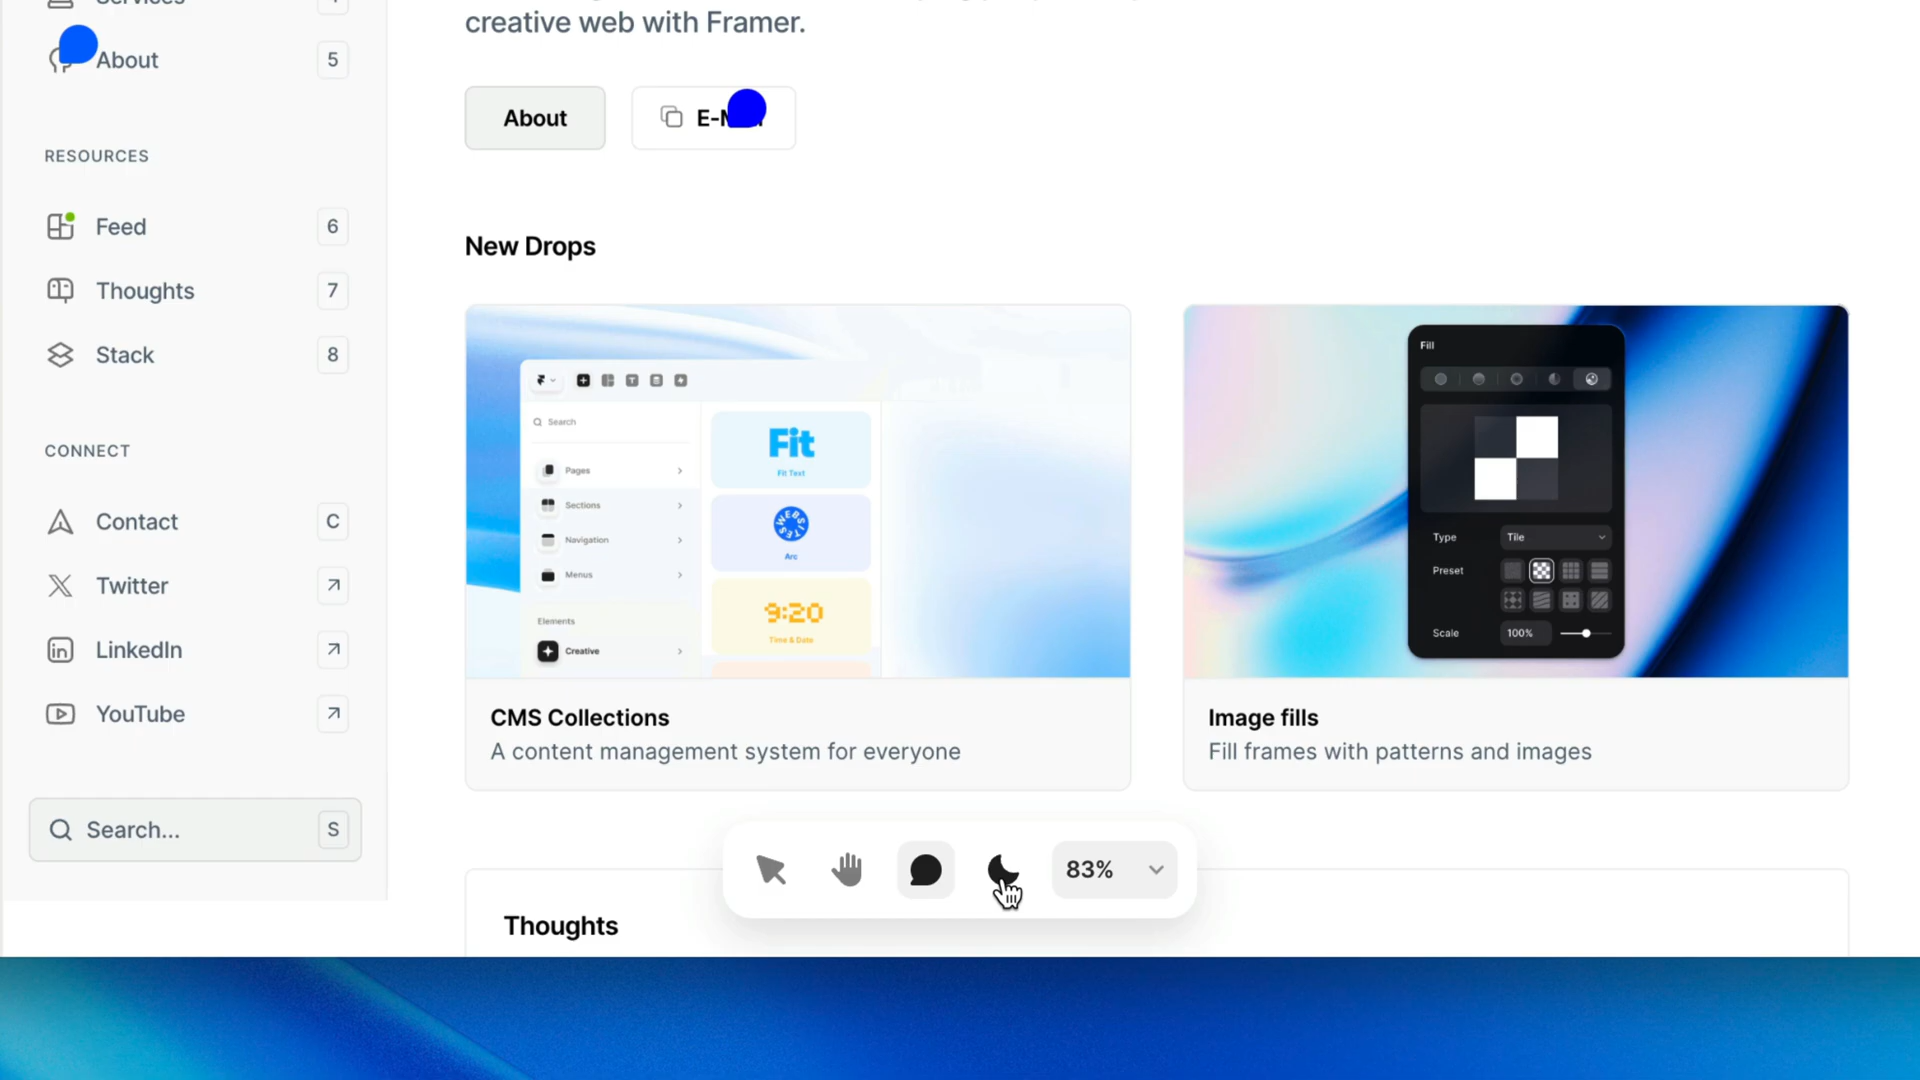 Services
creative web with Framer.
About
5
About
RESOURCES
Feed
6
Thoughts
7
Stack
8
CONNECT
Contact
C
Twitter
LinkedIn
YouTube
Search...
S
New Drops
Search
Pages
Sections
Navigation
Menus
Elements
Creative
Fit
Fit Text
WEBSITES
Arc
9:20
Time & Date
CMS Collections
A content management system for everyone
Fill
Type
Tile
Preset
Scale
100%
Image fills
Fill frames with patterns and images
83%
Thoughts